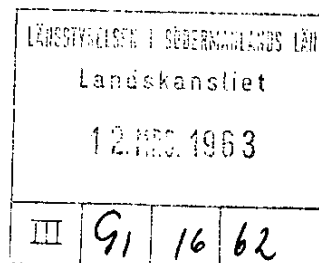 LÄNSSTYRELSEN I SÖDERMANLANDS LÄN
Landskansliet
12. 1963
III G1 16 62